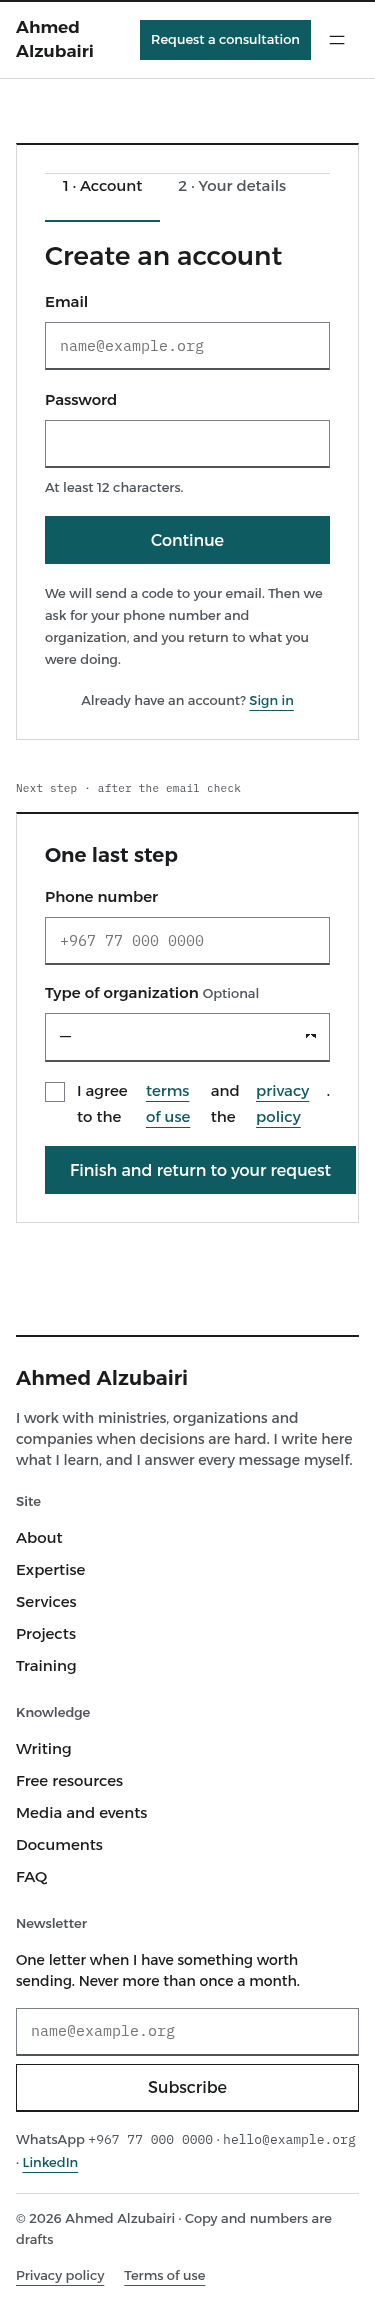 Ahmed
Alzubairi
Request a consultation
1 · Account
2 · Your details
Create an account
Email
name@example.org
Password
At least 12 characters.
Continue
We will send a code to your email. Then we
ask for your phone number and
organization, and you return to what you
were doing.
Already have an account? Sign in
Next step · after the email check
One last step
Phone number
+967 77 000 0000
Type of organization Optional
—
I agree to the terms of use and the privacy policy.
Finish and return to your request
Ahmed Alzubairi
I work with ministries, organizations and
companies when decisions are hard. I write here
what I learn, and I answer every message myself.
Site
About
Expertise
Services
Projects
Training
Knowledge
Writing
Free resources
Media and events
Documents
FAQ
Newsletter
One letter when I have something worth
sending. Never more than once a month.
name@example.org
Subscribe
WhatsApp +967 77 000 0000 · hello@example.org
· LinkedIn
© 2026 Ahmed Alzubairi · Copy and numbers are
drafts
Privacy policy Terms of use